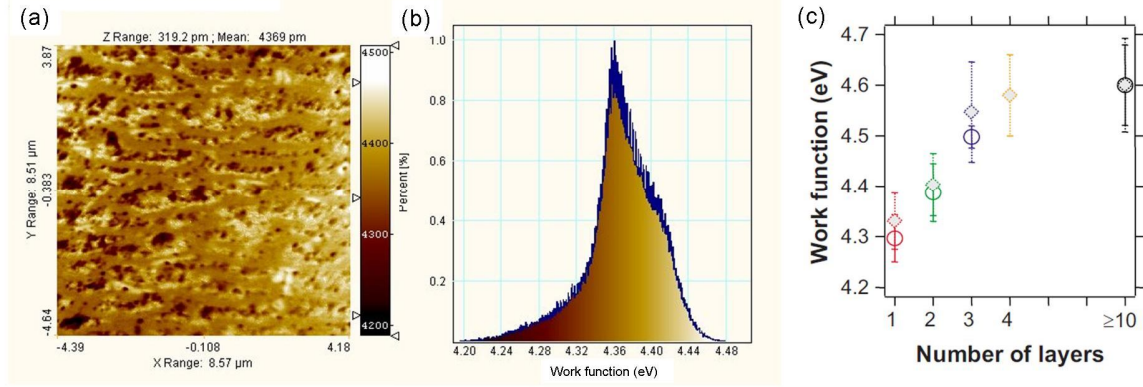 (a)
Z Range: 319.2 pm ; Mean: 4369 pm
3.87
-0.383
-4.64
Y Range: 8.51 µm
-4.39
-0.108
4.18
X Range: 8.57 µm
4500
4400
4300
4200
(b)
Percent [%]
1.0
0.8
0.6
0.4
0.2
4.20 4.24 4.28 4.32 4.36 4.40 4.44 4.48
Work function (eV)
(c)
Work function (eV)
4.7
4.6
4.5
4.4
4.3
4.2
1 2 3 4 ≥10
Number of layers